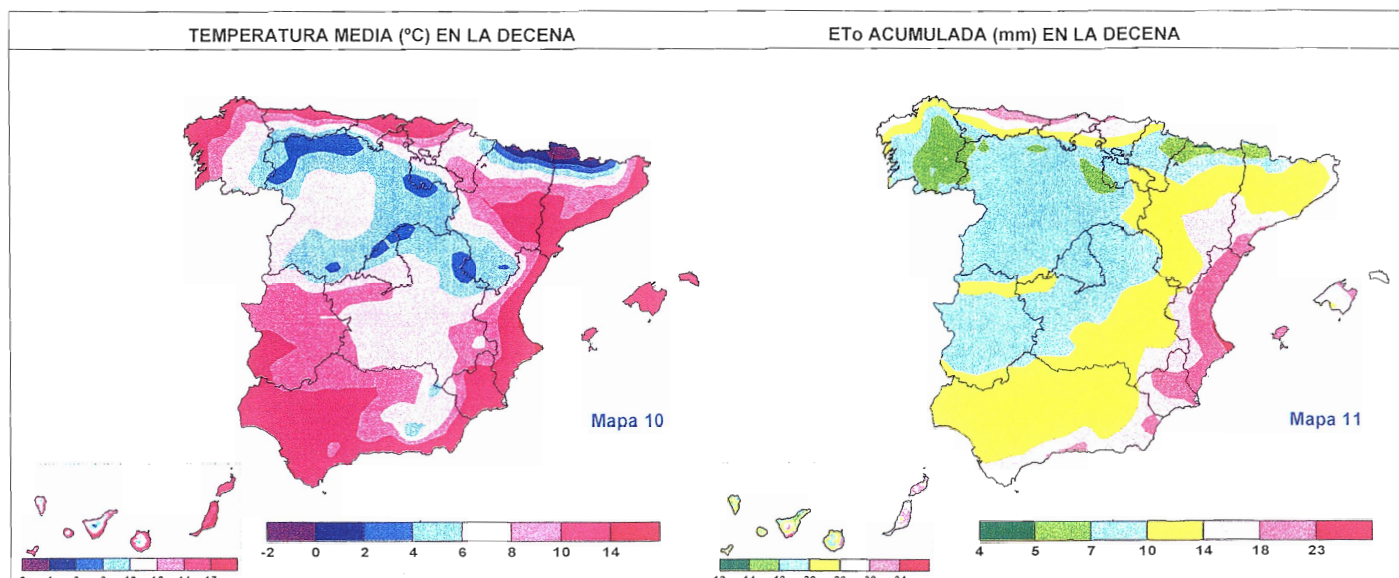 TEMPERATURA MEDIA (ºC) EN LA DECENA
ETo ACUMULADA (mm) EN LA DECENA
Mapa 10
Mapa 11
-2 0 2 4 6 8 10 14
4 5 7 10 14 18 23